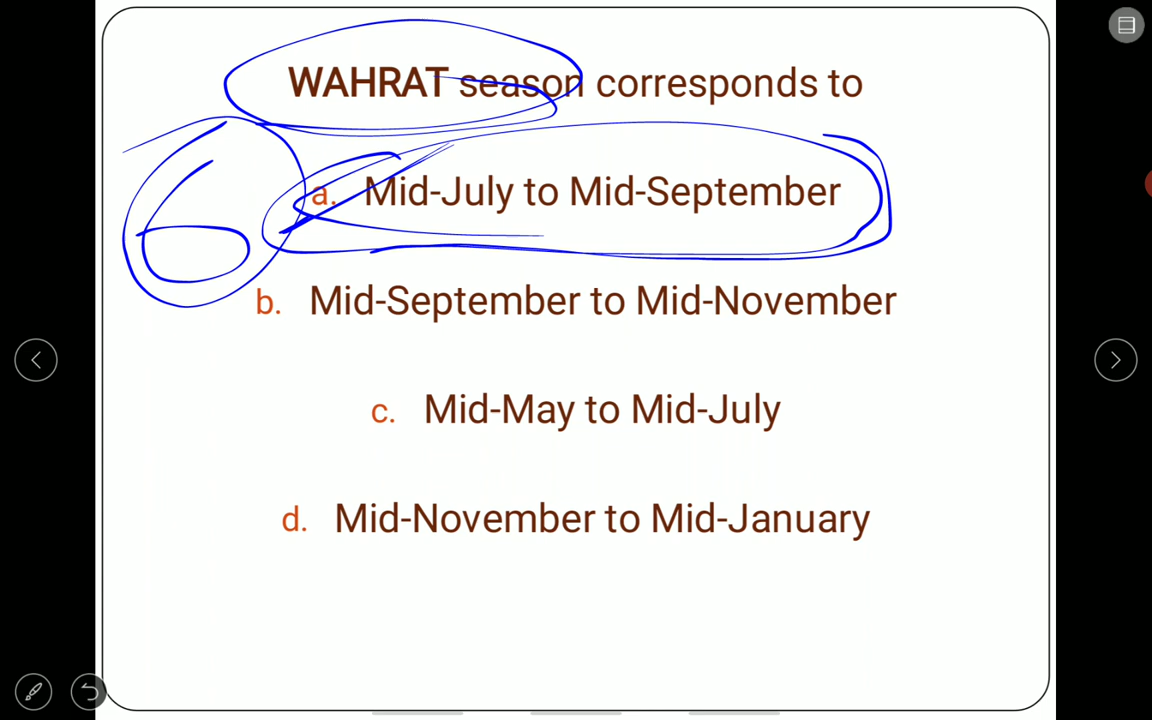 WAHRAT season corresponds to
a. Mid-July to Mid-September
b. Mid-September to Mid-November
c. Mid-May to Mid-July
d. Mid-November to Mid-January